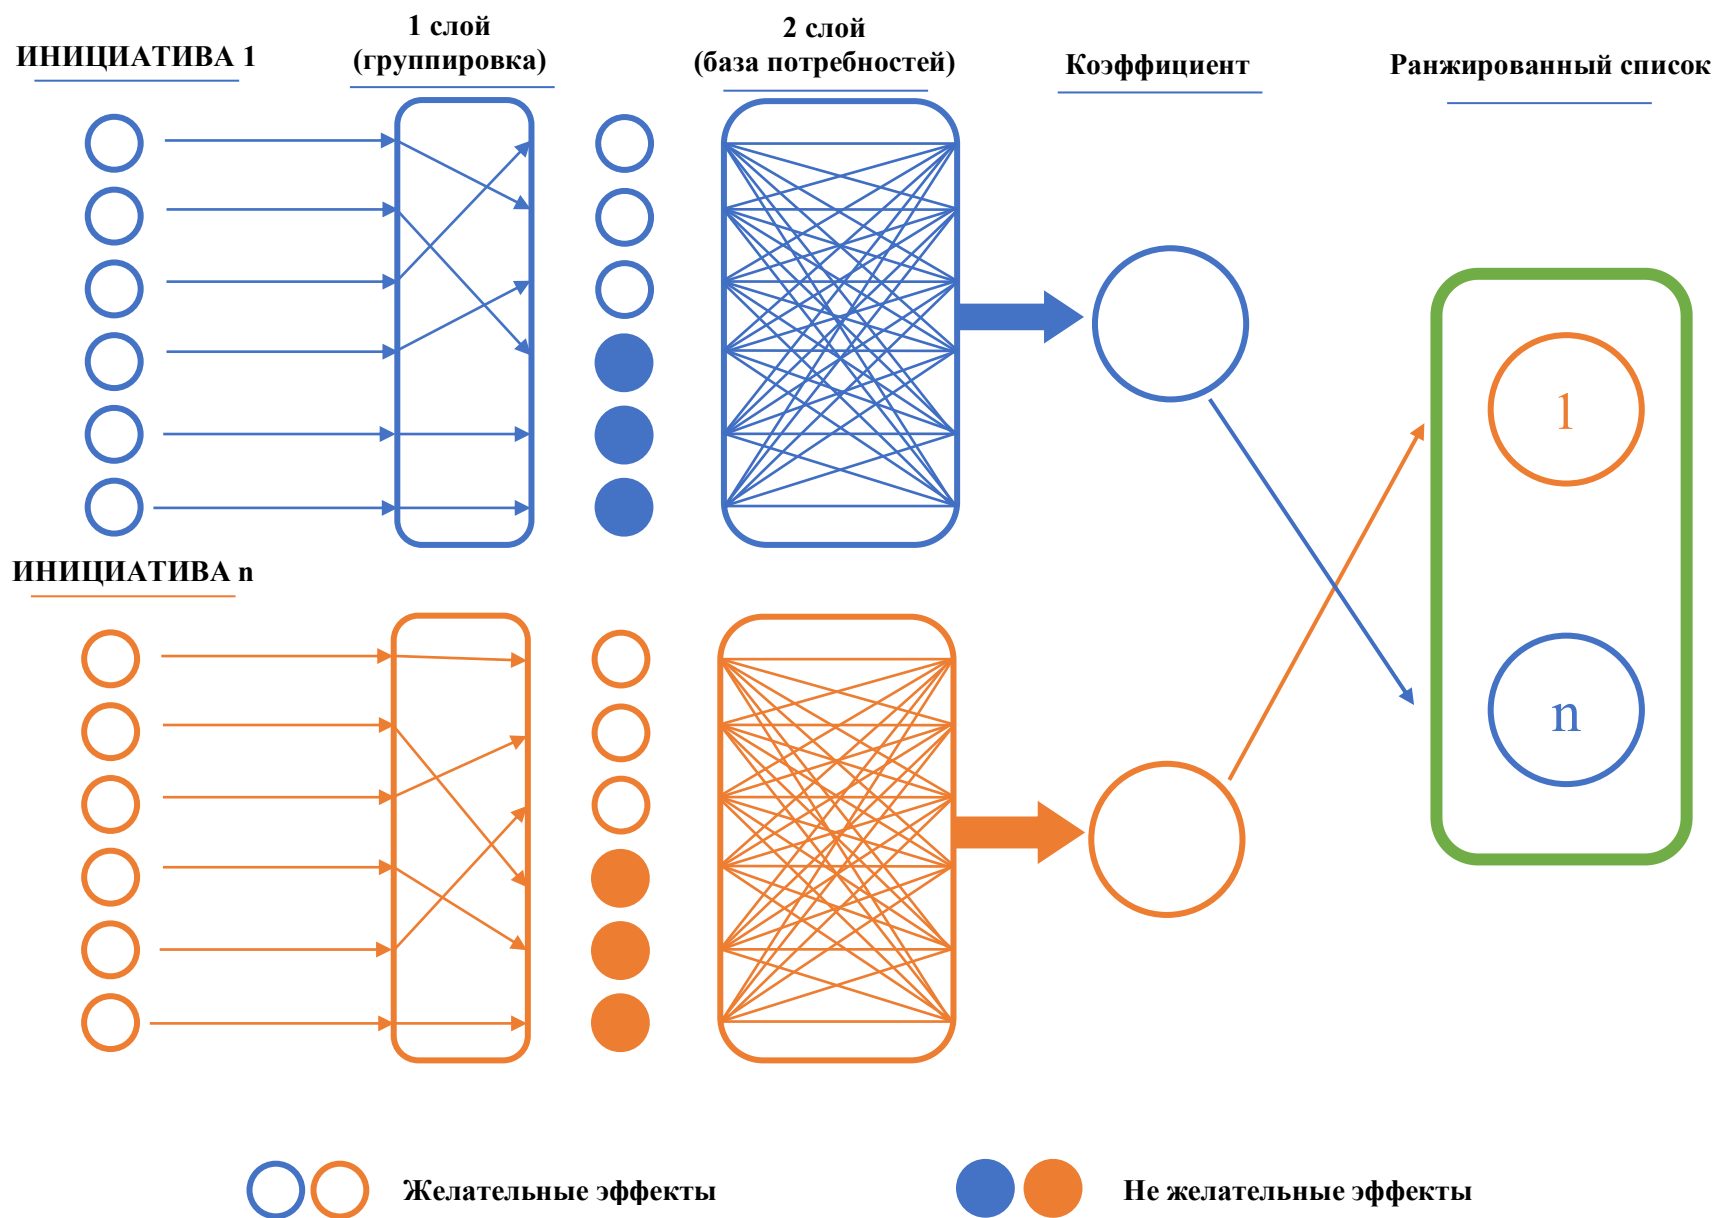 ИНИЦИАТИВА 1
1 слой
(группировка)
2 слой
(база потребностей)
Коэффициент
Ранжированный список
1
n
ИНИЦИАТИВА n
Желательные эффекты
Не желательные эффекты